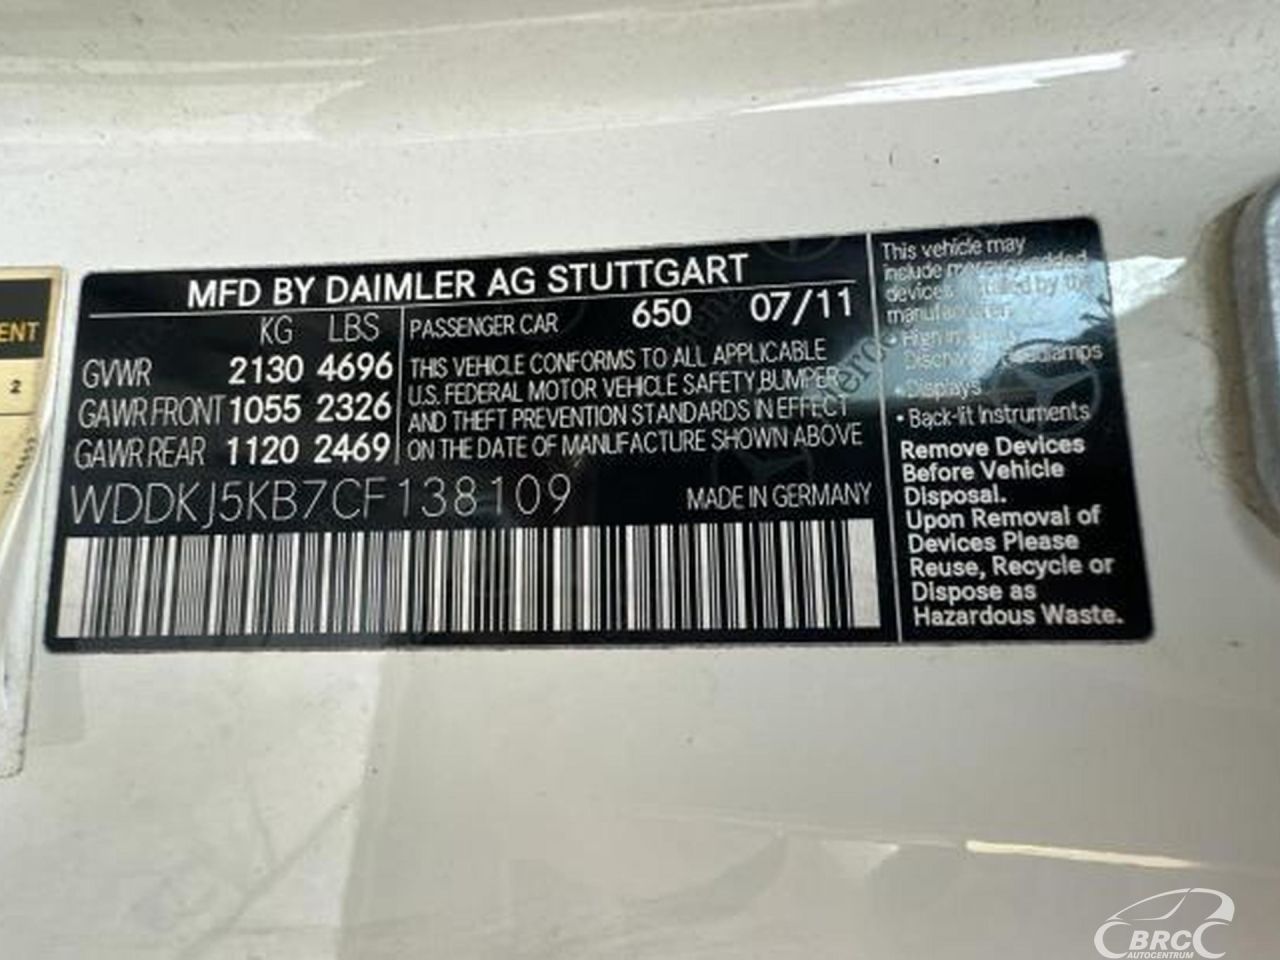 MFD BY DAIMLER AG STUTTGART
KG LBS
GVWR 2130 4696
GAWR FRONT 1055 2326
GAWR REAR 1120 2469
PASSENGER CAR 650 07/11
THIS VEHICLE CONFORMS TO ALL APPLICABLE
U.S. FEDERAL MOTOR VEHICLE SAFETY, BUMPER
AND THEFT PREVENTION STANDARDS IN EFFECT
ON THE DATE OF MANUFACTURE SHOWN ABOVE
WDDKJ5KB7CF138109
MADE IN GERMANY
This vehicle may
include
devices by the
manufacturer
• High
Headlamps
• Displays
• Back-lit Instruments
Remove Devices
Before Vehicle
Disposal.
Upon Removal of
Devices Please
Reuse, Recycle or
Dispose as
Hazardous Waste.
ENT
2
BRC
AUTOCENTRUM